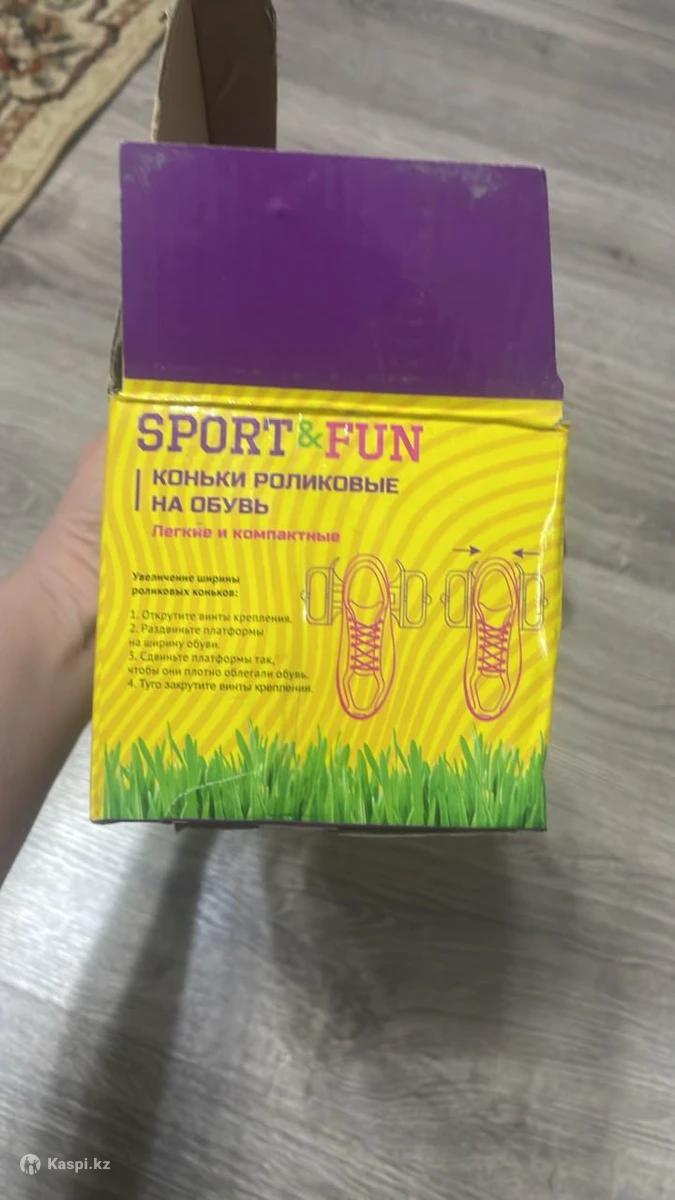 SPORT & FUN
КОНЬКИ РОЛИКОВЫЕ
НА ОБУВЬ
Легкие и компактные
Увеличение ширины
роликовых коньков:
1. Открутите винты крепления.
2. Раздвиньте платформы
на ширину обуви.
3. Сдвиньте платформы так,
чтобы они плотно облегали обувь.
4. Туго закрутите винты крепления.
Kaspi.kz